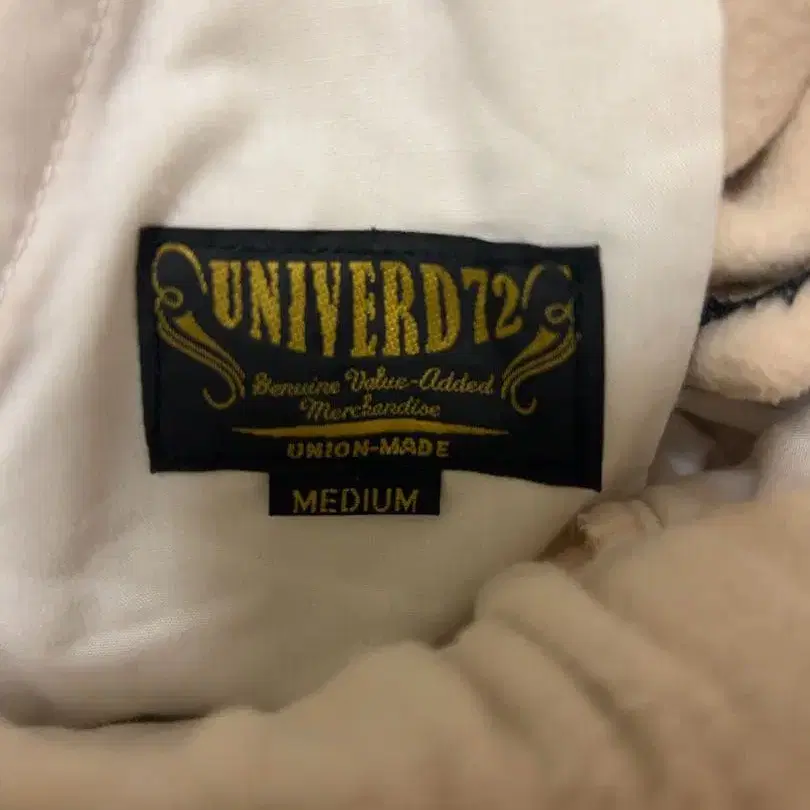 UNIVERD72
Genuine Value-Added
Merchandise
UNION-MADE
MEDIUM